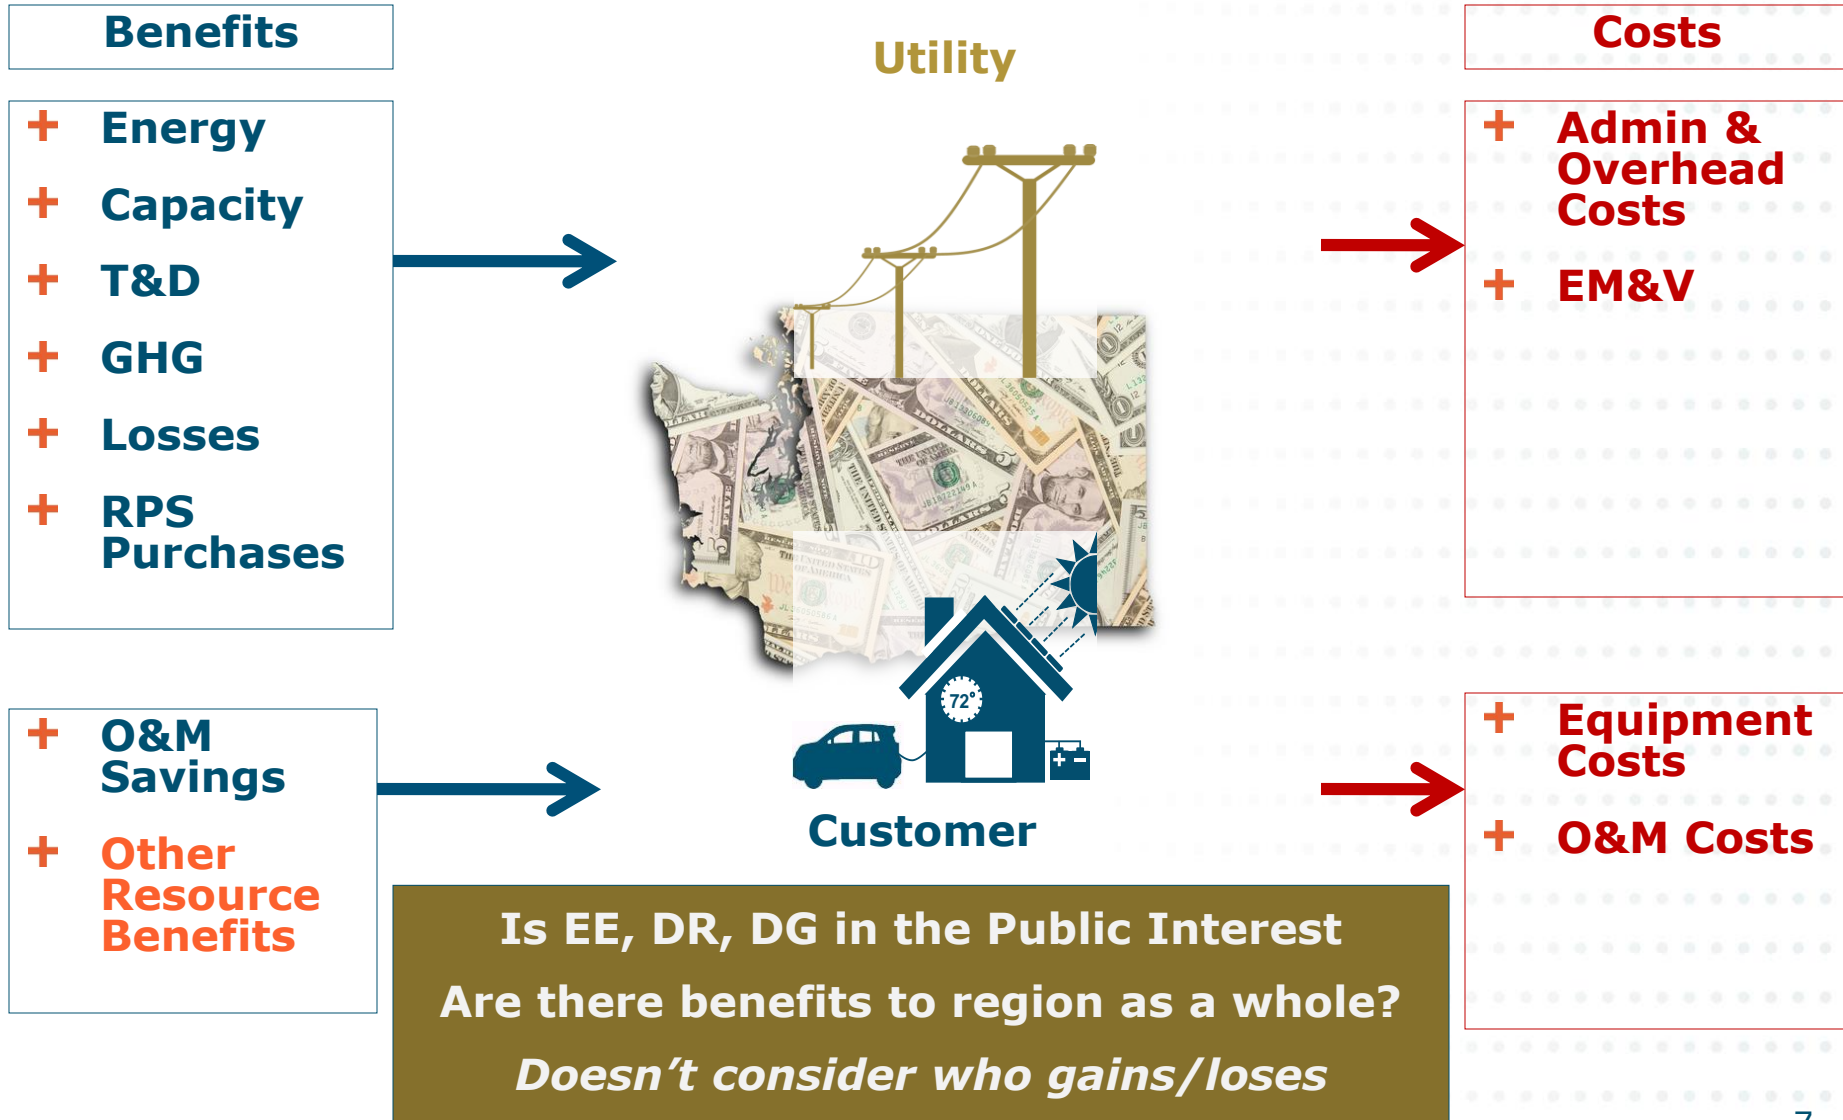 Benefits
Utility
Costs
+ Energy
+ Capacity
+ T&D
+ GHG
+ Losses
+ RPS
Purchases
+ Admin &
Overhead
Costs
+ EM&V
+ O&M
Savings
+ Other
Resource
Benefits
72°
+ -
Customer
+ Equipment
Costs
+ O&M Costs
Is EE, DR, DG in the Public Interest
Are there benefits to region as a whole?
Doesn't consider who gains/loses